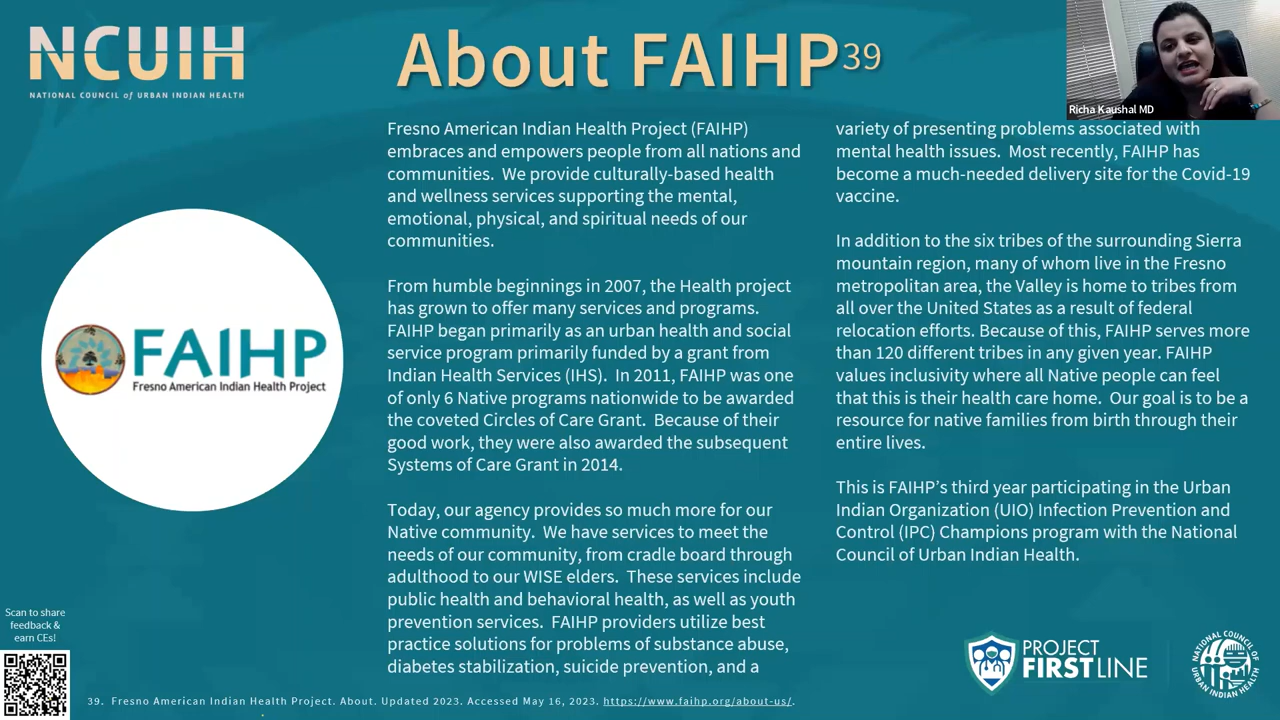 NCUIH
NATIONAL COUNCIL of URBAN INDIAN HEALTH
About FAIHP39
Richa Kaushal MD
FAIHP
Fresno American Indian Health Project
Fresno American Indian Health Project (FAIHP)
embraces and empowers people from all nations and
communities.  We provide culturally-based health
and wellness services supporting the mental,
emotional, physical, and spiritual needs of our
communities.
From humble beginnings in 2007, the Health project
has grown to offer many services and programs.
FAIHP began primarily as an urban health and social
service program primarily funded by a grant from
Indian Health Services (IHS).  In 2011, FAIHP was one
of only 6 Native programs nationwide to be awarded
the coveted Circles of Care Grant.  Because of their
good work, they were also awarded the subsequent
Systems of Care Grant in 2014.
Today, our agency provides so much more for our
Native community.  We have services to meet the
needs of our community, from cradle board through
adulthood to our WISE elders.  These services include
public health and behavioral health, as well as youth
prevention services.  FAIHP providers utilize best
practice solutions for problems of substance abuse,
diabetes stabilization, suicide prevention, and a
variety of presenting problems associated with
mental health issues.  Most recently, FAIHP has
become a much-needed delivery site for the Covid-19
vaccine.
In addition to the six tribes of the surrounding Sierra
mountain region, many of whom live in the Fresno
metropolitan area, the Valley is home to tribes from
all over the United States as a result of federal
relocation efforts. Because of this, FAIHP serves more
than 120 different tribes in any given year. FAIHP
values inclusivity where all Native people can feel
that this is their health care home.  Our goal is to be a
resource for native families from birth through their
entire lives.
This is FAIHP’s third year participating in the Urban
Indian Organization (UIO) Infection Prevention and
Control (IPC) Champions program with the National
Council of Urban Indian Health.
Scan to share
feedback &
earn CEs!
PROJECT
FIRSTLINE
NATIONAL COUNCIL OF
URBAN INDIAN HEALTH
39.  Fresno American Indian Health Project. About. Updated 2023. Accessed May 16, 2023. https://www.faihp.org/about-us/.